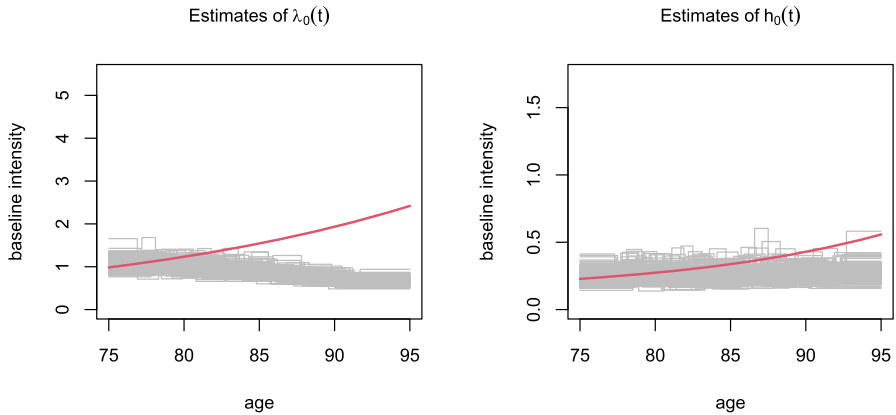 Estimates of λ₀(t)
baseline intensity
5
4
3
2
1
0
75 80 85 90 95
age
Estimates of h₀(t)
baseline intensity
1.5
1.0
0.5
0.0
75 80 85 90 95
age